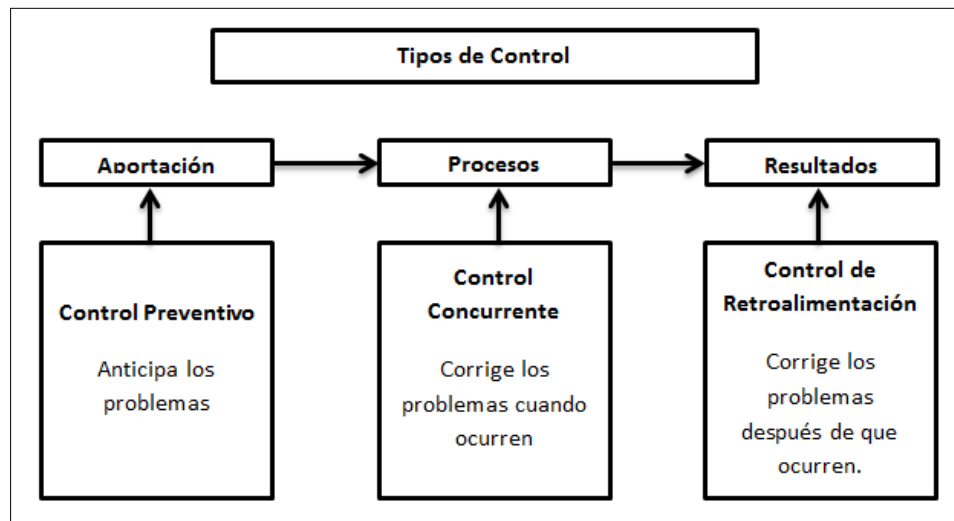 Tipos de Control
Aportación
Procesos
Resultados
Control Preventivo
Anticipa los
problemas
Control
Concurrente
Corrige los
problemas cuando
ocurren
Control de
Retroalimentación
Corrige los
problemas
después de que
ocurren.